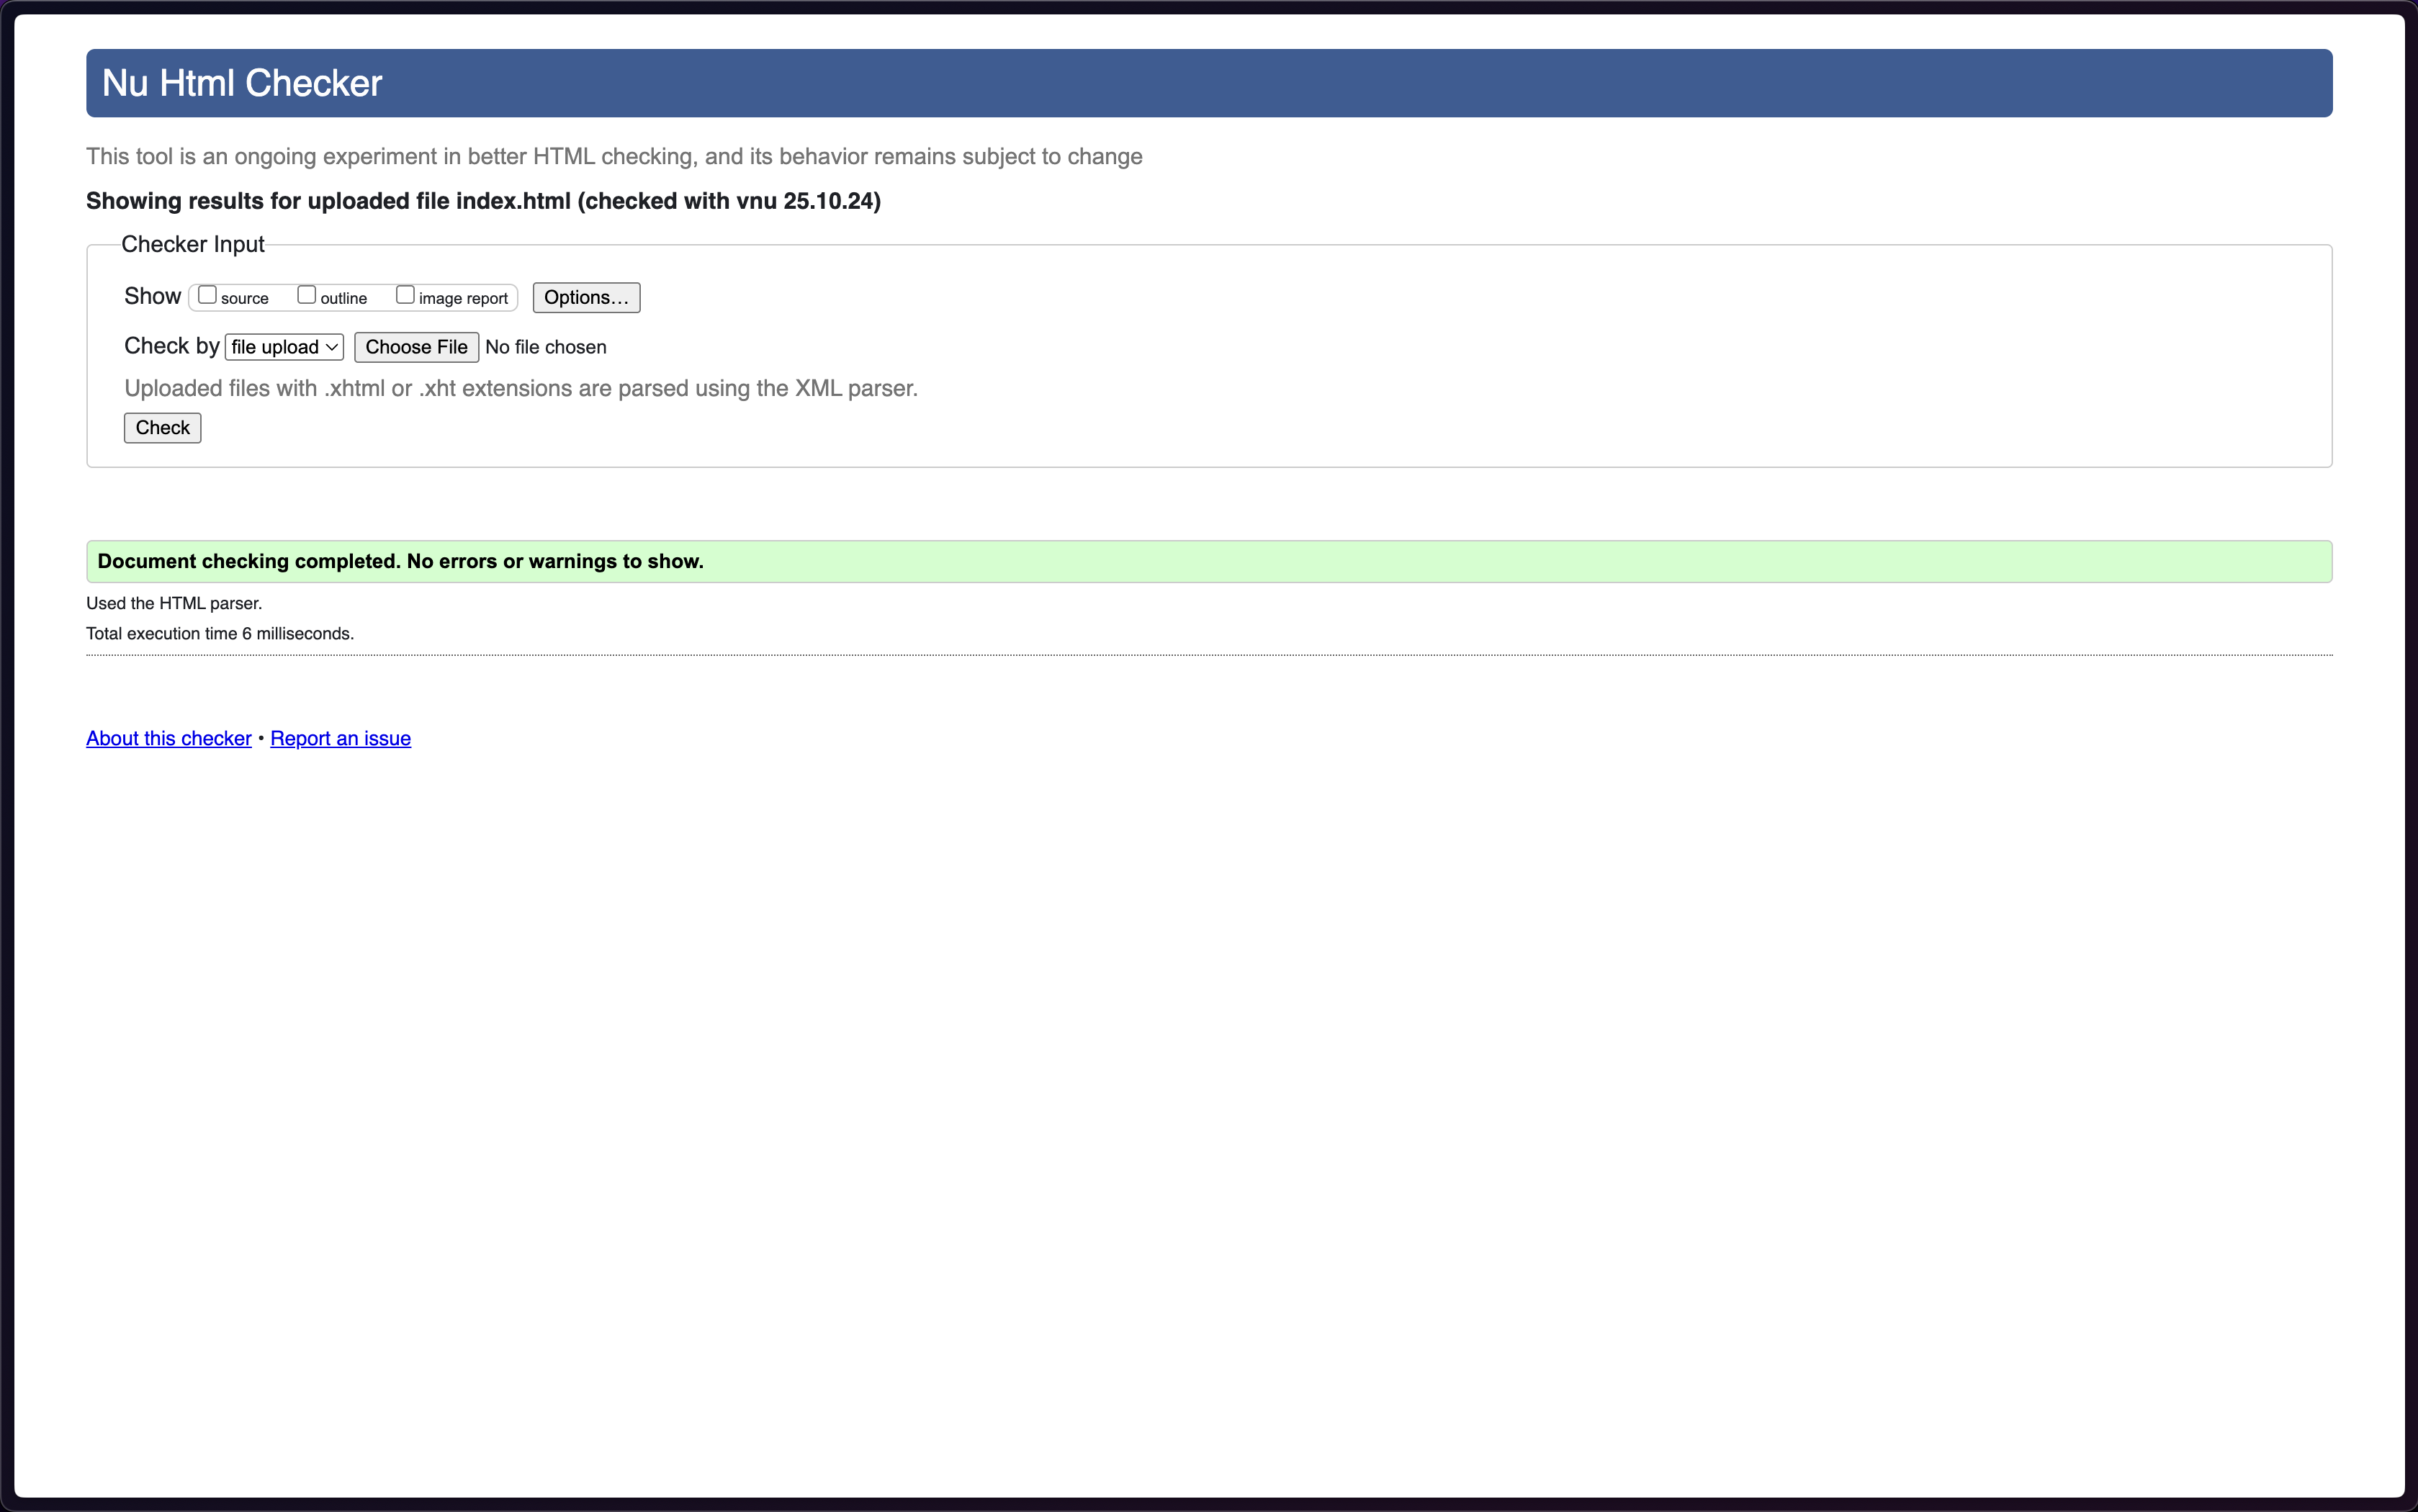 Nu Html Checker
This tool is an ongoing experiment in better HTML checking, and its behavior remains subject to change
Showing results for uploaded file index.html (checked with vnu 25.10.24)
Checker Input
Show source outline image report Options...
Check by file upload Choose File No file chosen
Uploaded files with .xhtml or .xht extensions are parsed using the XML parser.
Check
Document checking completed. No errors or warnings to show.
Used the HTML parser.
Total execution time 6 milliseconds.
About this checker • Report an issue